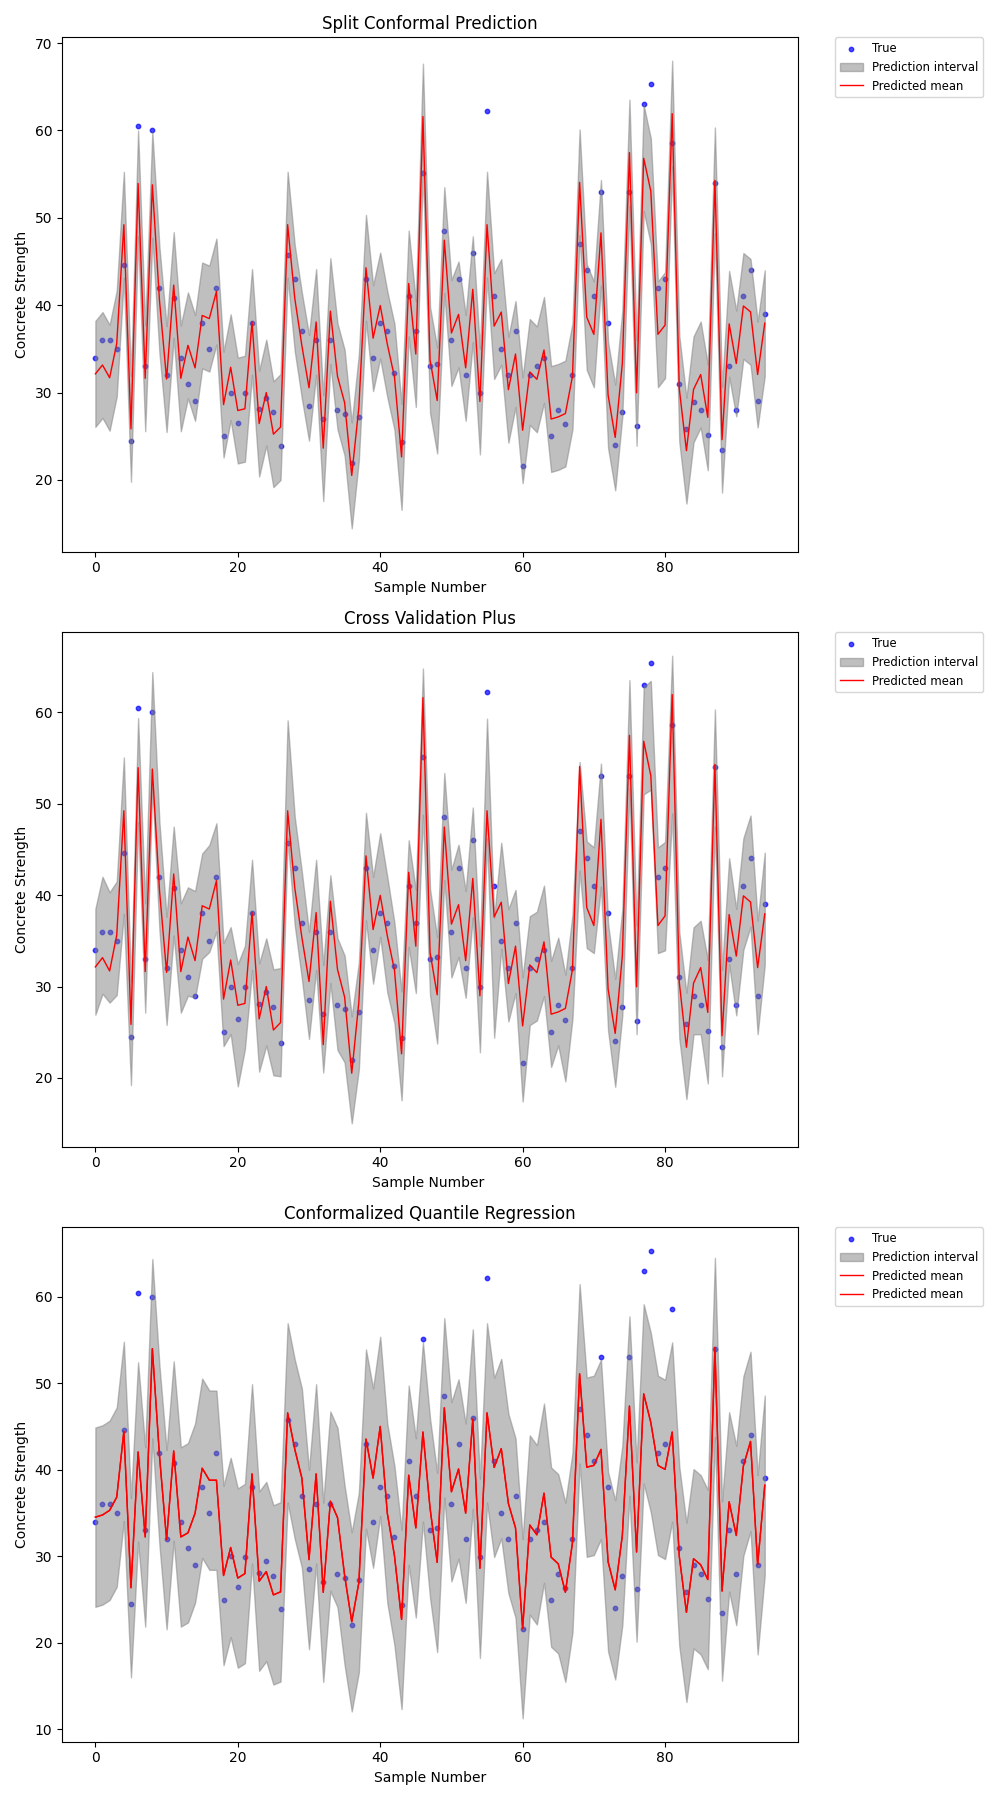 Split Conformal Prediction
70
60
50
40
30
20
Concrete Strength
0 20 40 60 80
Sample Number
True
Prediction interval
Predicted mean
Cross Validation Plus
60
50
40
30
20
Concrete Strength
0 20 40 60 80
Sample Number
True
Prediction interval
Predicted mean
Conformalized Quantile Regression
60
50
40
30
20
10
Concrete Strength
0 20 40 60 80
Sample Number
True
Prediction interval
Predicted mean
Predicted mean